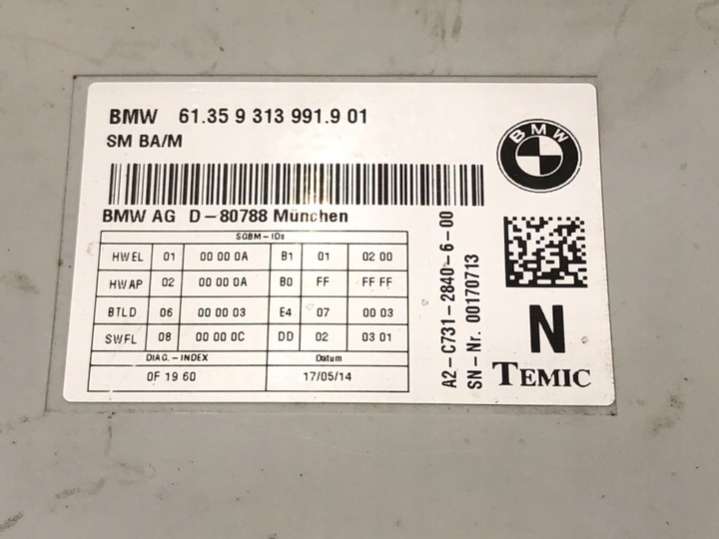 BMW 61.35 9 313 991.9 01
SM BA/M
BMW
BMW AG D-80788 München
SGBM-IDs
HWEL 01 00 00 0A B1 01 02 00
HWAP 02 00 00 0A B0 FF FF FF
BTLD 06 00 00 03 E4 07 00 03
SWFL 08 00 00 0C DD 02 03 01
DIAG.-INDEX Datum
0F 19 60 17/05/14
A2-C731-2840-6-00
SN-Nr. 00170713
N
TEMIC